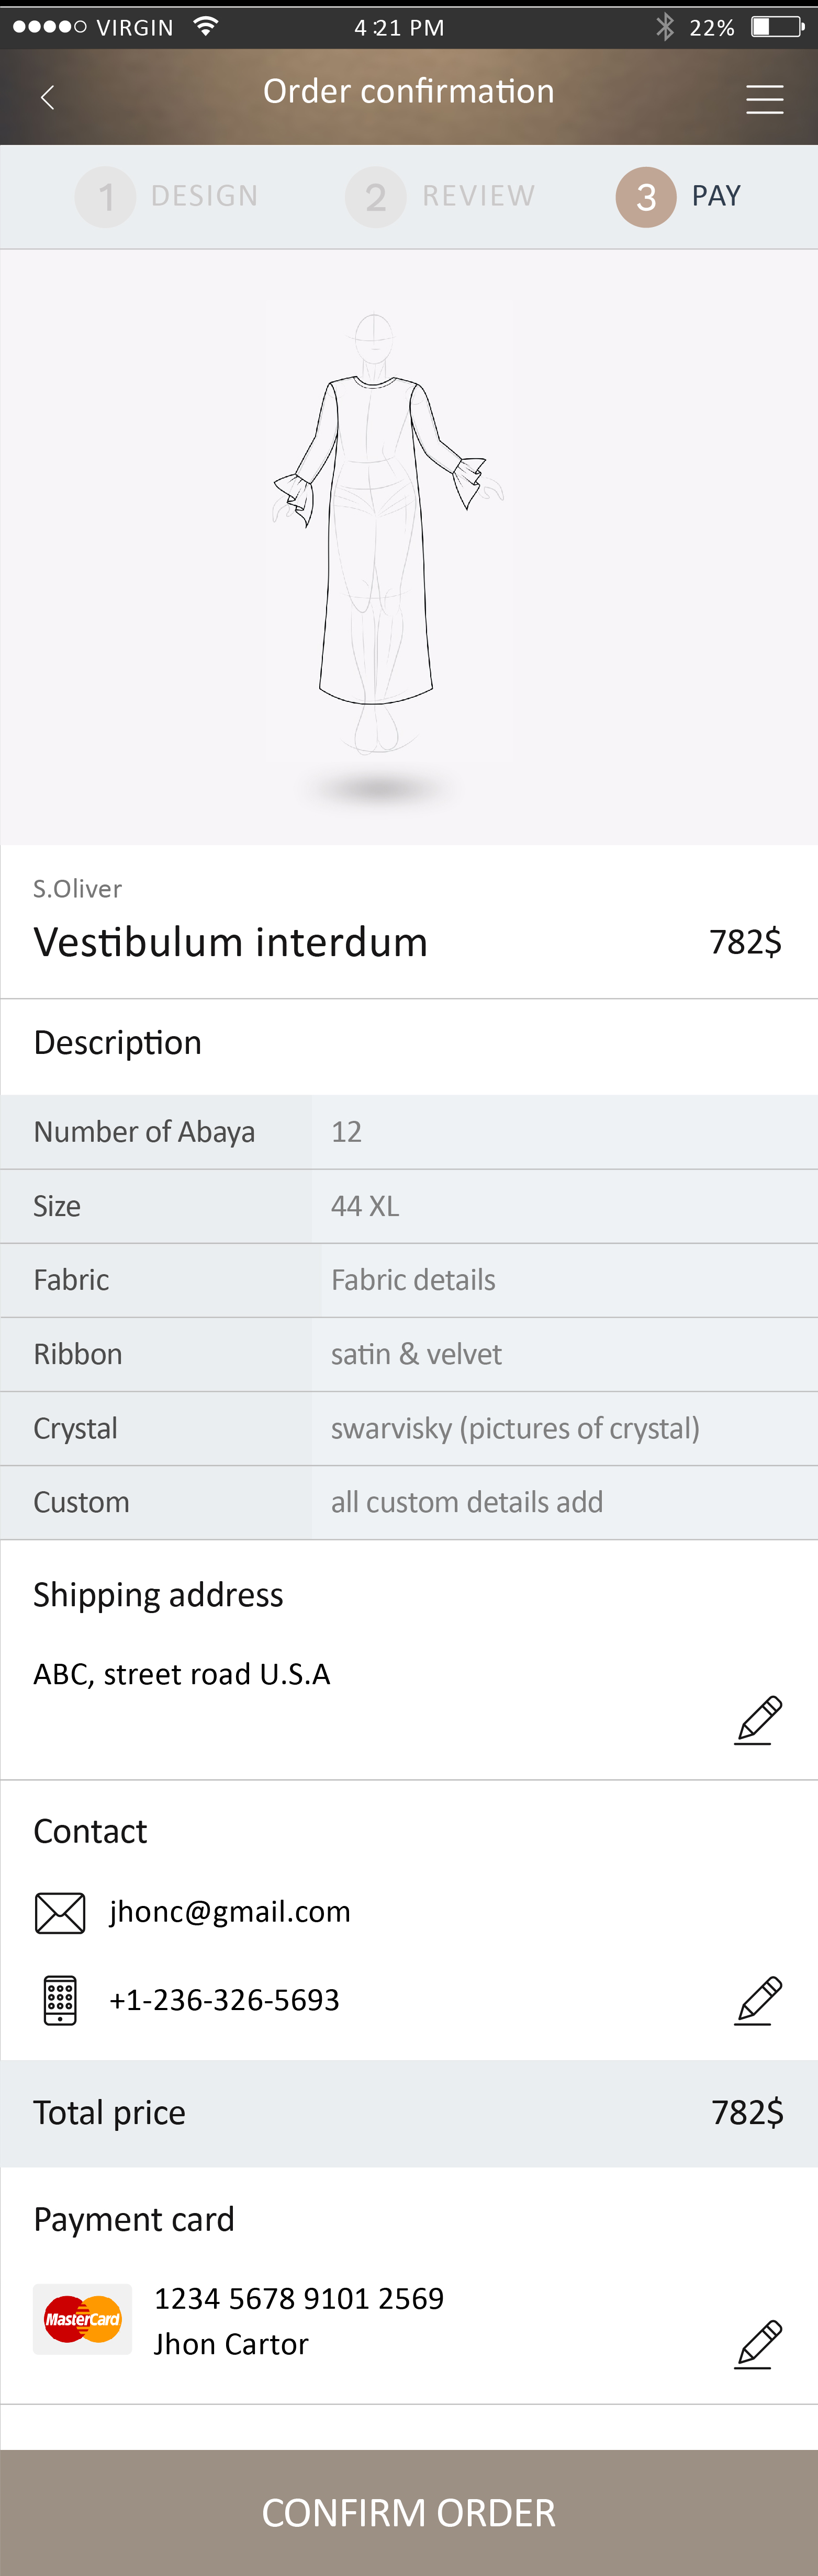 VIRGIN 4:21 PM 22%
Order confirmation
1 DESIGN 2 REVIEW 3 PAY
S.Oliver
Vestibulum interdum 782$
Description
Number of Abaya 12
Size 44 XL
Fabric Fabric details
Ribbon satin & velvet
Crystal swarvisky (pictures of crystal)
Custom all custom details add
Shipping address
ABC, street road U.S.A
Contact
jhonc@gmail.com
+1-236-326-5693
Total price 782$
Payment card
MasterCard 1234 5678 9101 2569
Jhon Cartor
CONFIRM ORDER